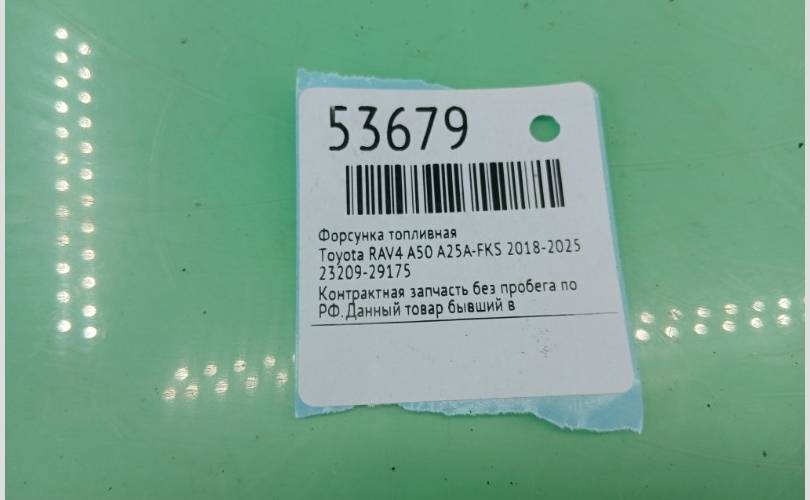 53679
Форсунка топливная
Toyota RAV4 A50 A25A-FKS 2018-2025
23209-29175
Контрактная запчасть без пробега по
РФ.Данный товар бывший в